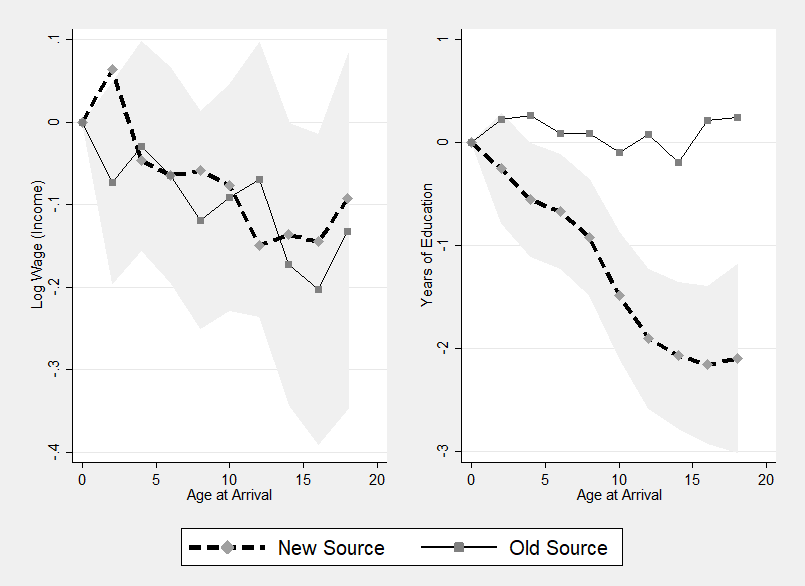 .1
0
-.1
-.2
-.3
-.4
Log Wage (Income)
0 5 10 15 20
Age at Arrival
1
0
-1
-2
-3
Years of Education
0 5 10 15 20
Age at Arrival
New Source Old Source